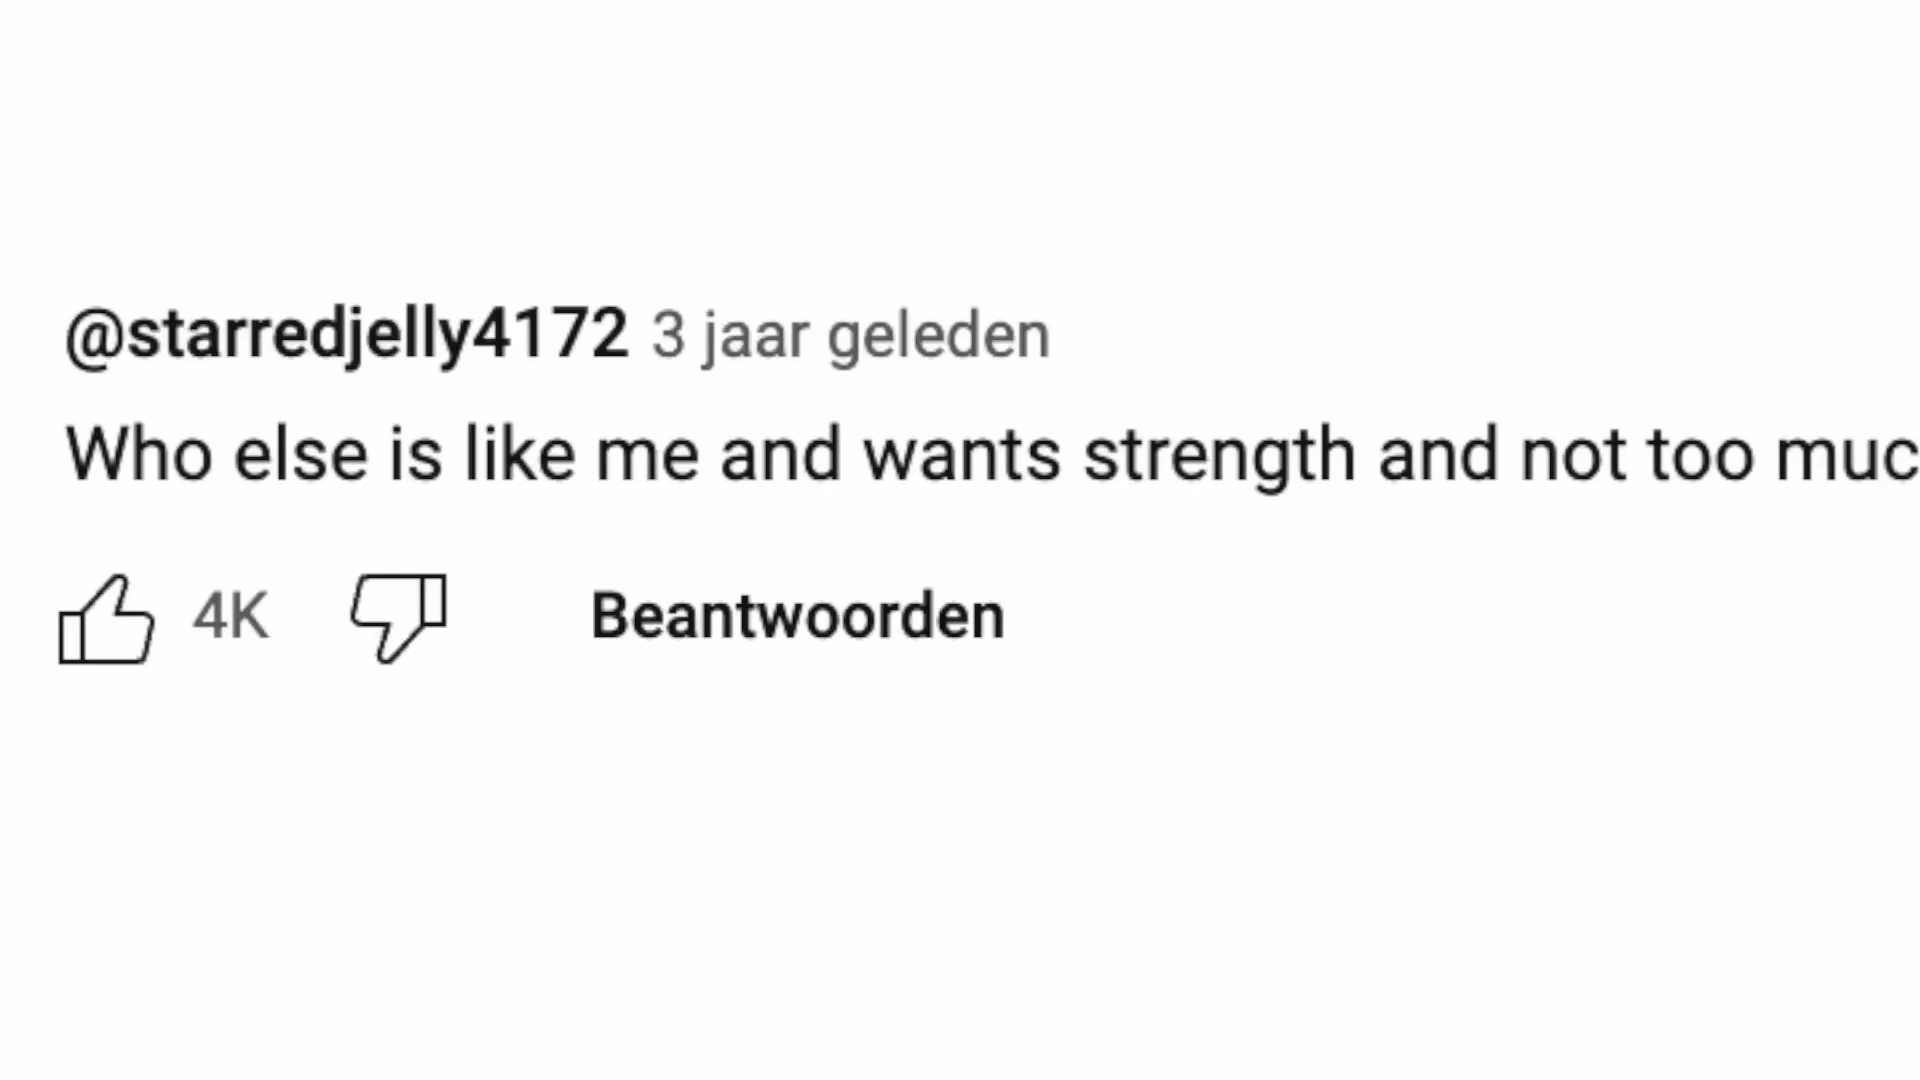 @starredjelly4172 3 jaar geleden
Who else is like me and wants strength and not too muc
4K Beantwoorden